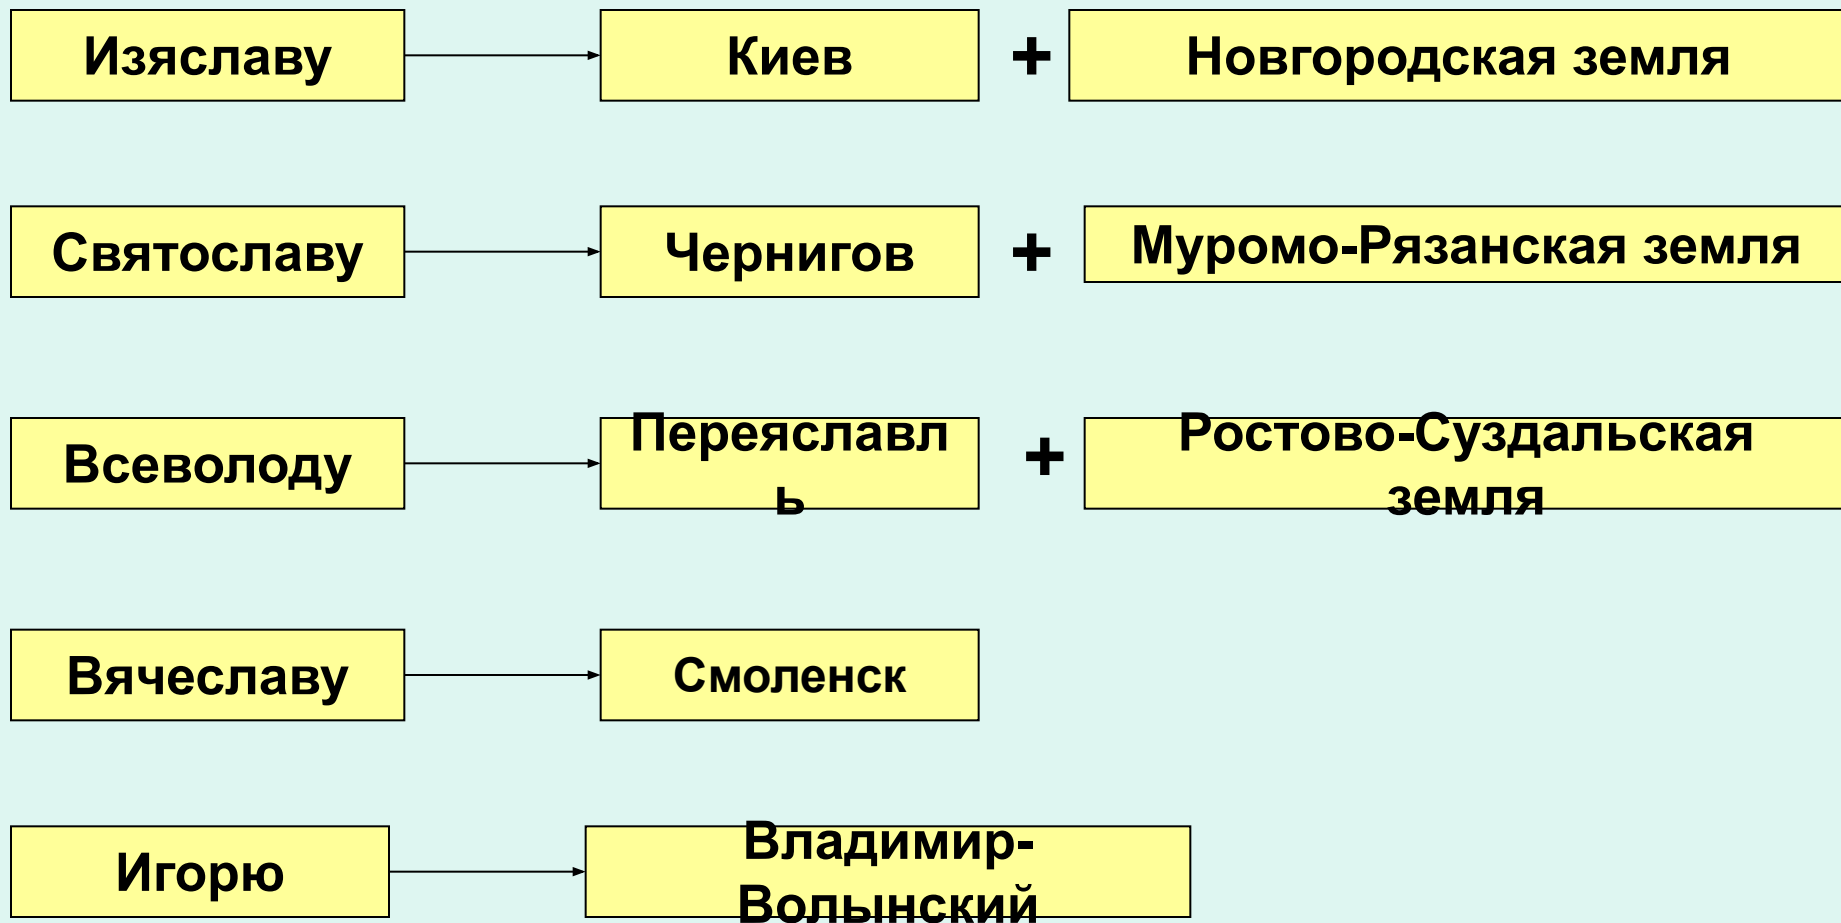 Изяславу Киев + Новгородская земля
Святославу Чернигов + Муромо-Рязанская земля
Всеволоду Переяславл
ь + Ростово-Суздальская
земля
Вячеславу Смоленск
Игорю Владимир-
Волынский